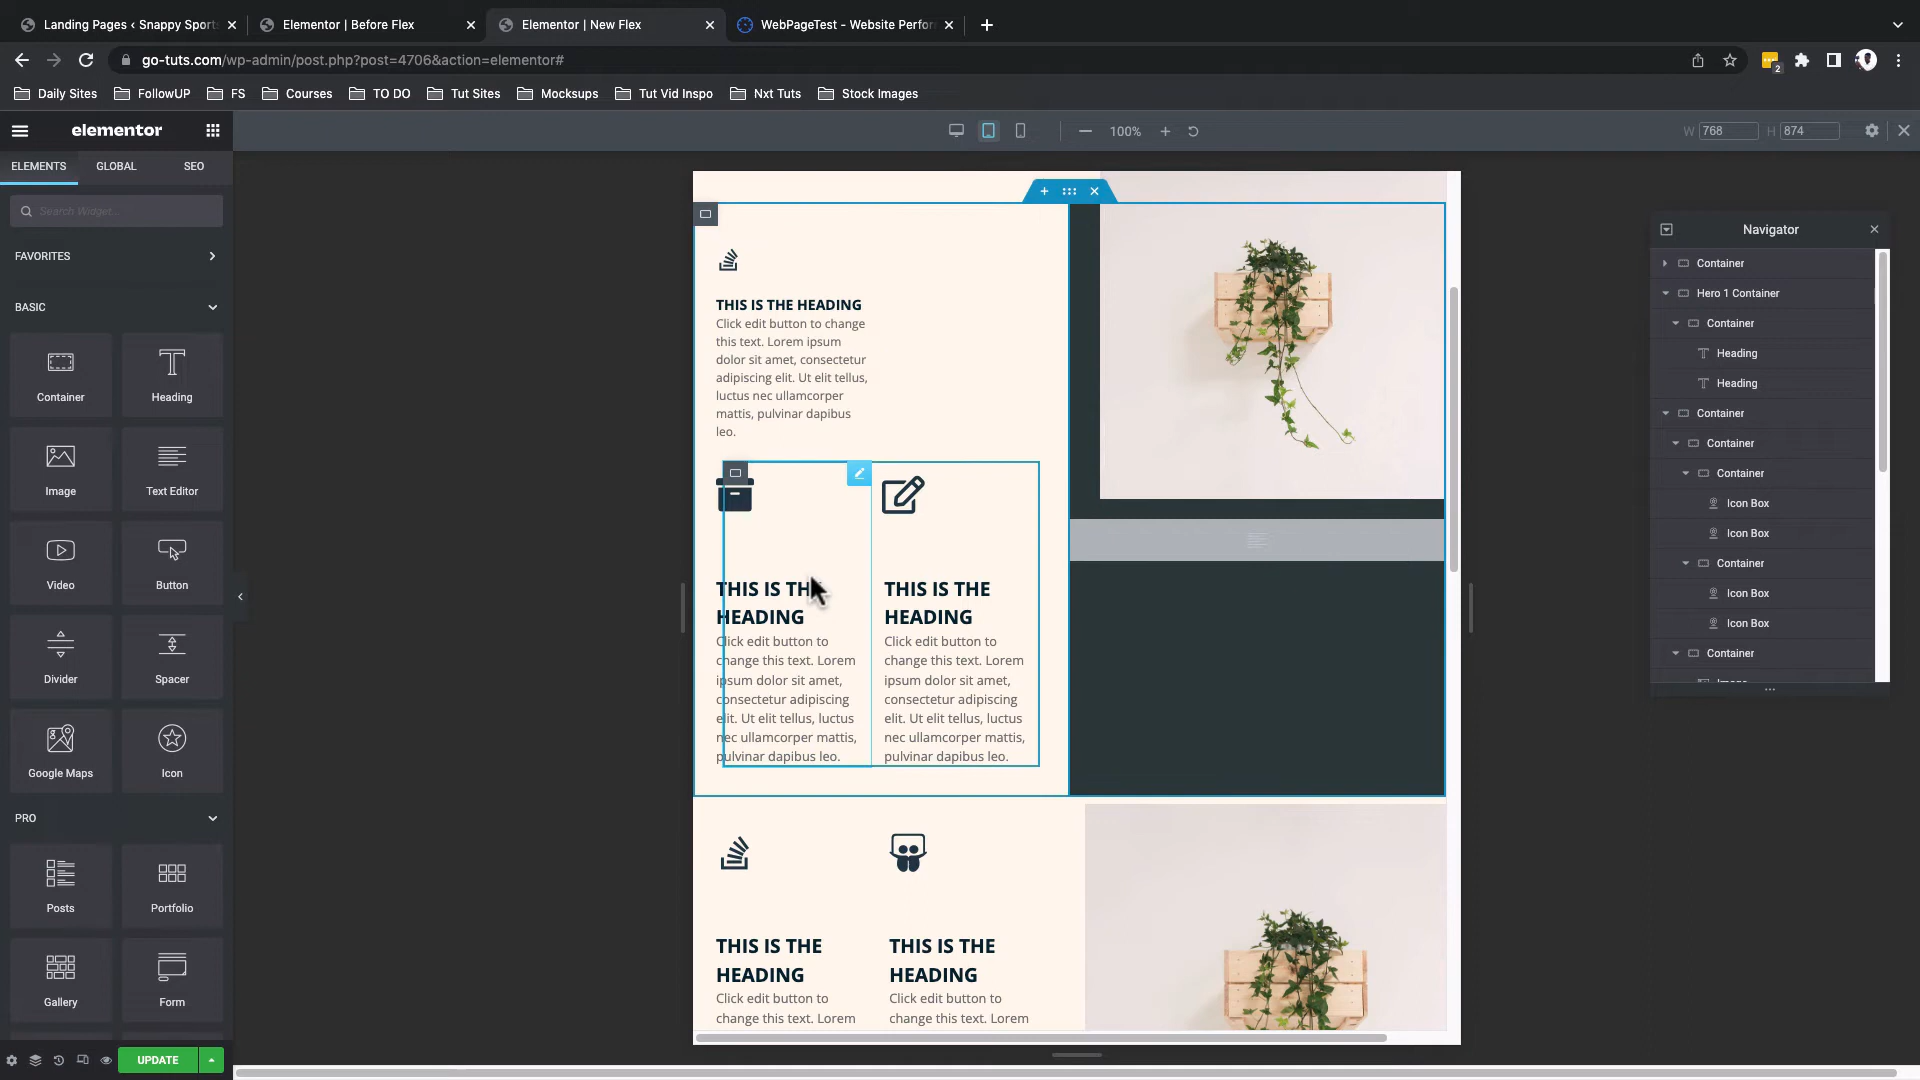 Landing Pages ‹ Snappy Sport
Elementor | Before Flex
Elementor | New Flex
WebPageTest - Website Perfor
go-tuts.com/wp-admin/post.php?post=4706&action=elementor#
2
Daily Sites
FollowUP
FS
Courses
TO DO
Tut Sites
Mocksups
Tut Vid Inspo
Nxt Tuts
Stock Images
elementor
100%
W 768 H 874
ELEMENTS GLOBAL SEO
Search Widget...
FAVORITES
BASIC
Container
Heading
Image
Text Editor
Video
Button
Divider
Spacer
Google Maps
Icon
PRO
Posts
Portfolio
Gallery
Form
UPDATE
THIS IS THE HEADING
Click edit button to change
this text. Lorem ipsum
dolor sit amet, consectetur
adipiscing elit. Ut elit tellus,
luctus nec ullamcorper
mattis, pulvinar dapibus
leo.
THIS IS THE
HEADING
Click edit button to
change this text. Lorem
ipsum dolor sit amet,
consectetur adipiscing
elit. Ut elit tellus, luctus
nec ullamcorper mattis,
pulvinar dapibus leo.
THIS IS THE
HEADING
Click edit button to
change this text. Lorem
ipsum dolor sit amet,
consectetur adipiscing
elit. Ut elit tellus, luctus
nec ullamcorper mattis,
pulvinar dapibus leo.
THIS IS THE
HEADING
Click edit button to
change this text. Lorem
THIS IS THE
HEADING
Click edit button to
change this text. Lorem
Navigator
Container
Hero 1 Container
Container
Heading
Heading
Container
Container
Container
Icon Box
Icon Box
Container
Icon Box
Icon Box
Container